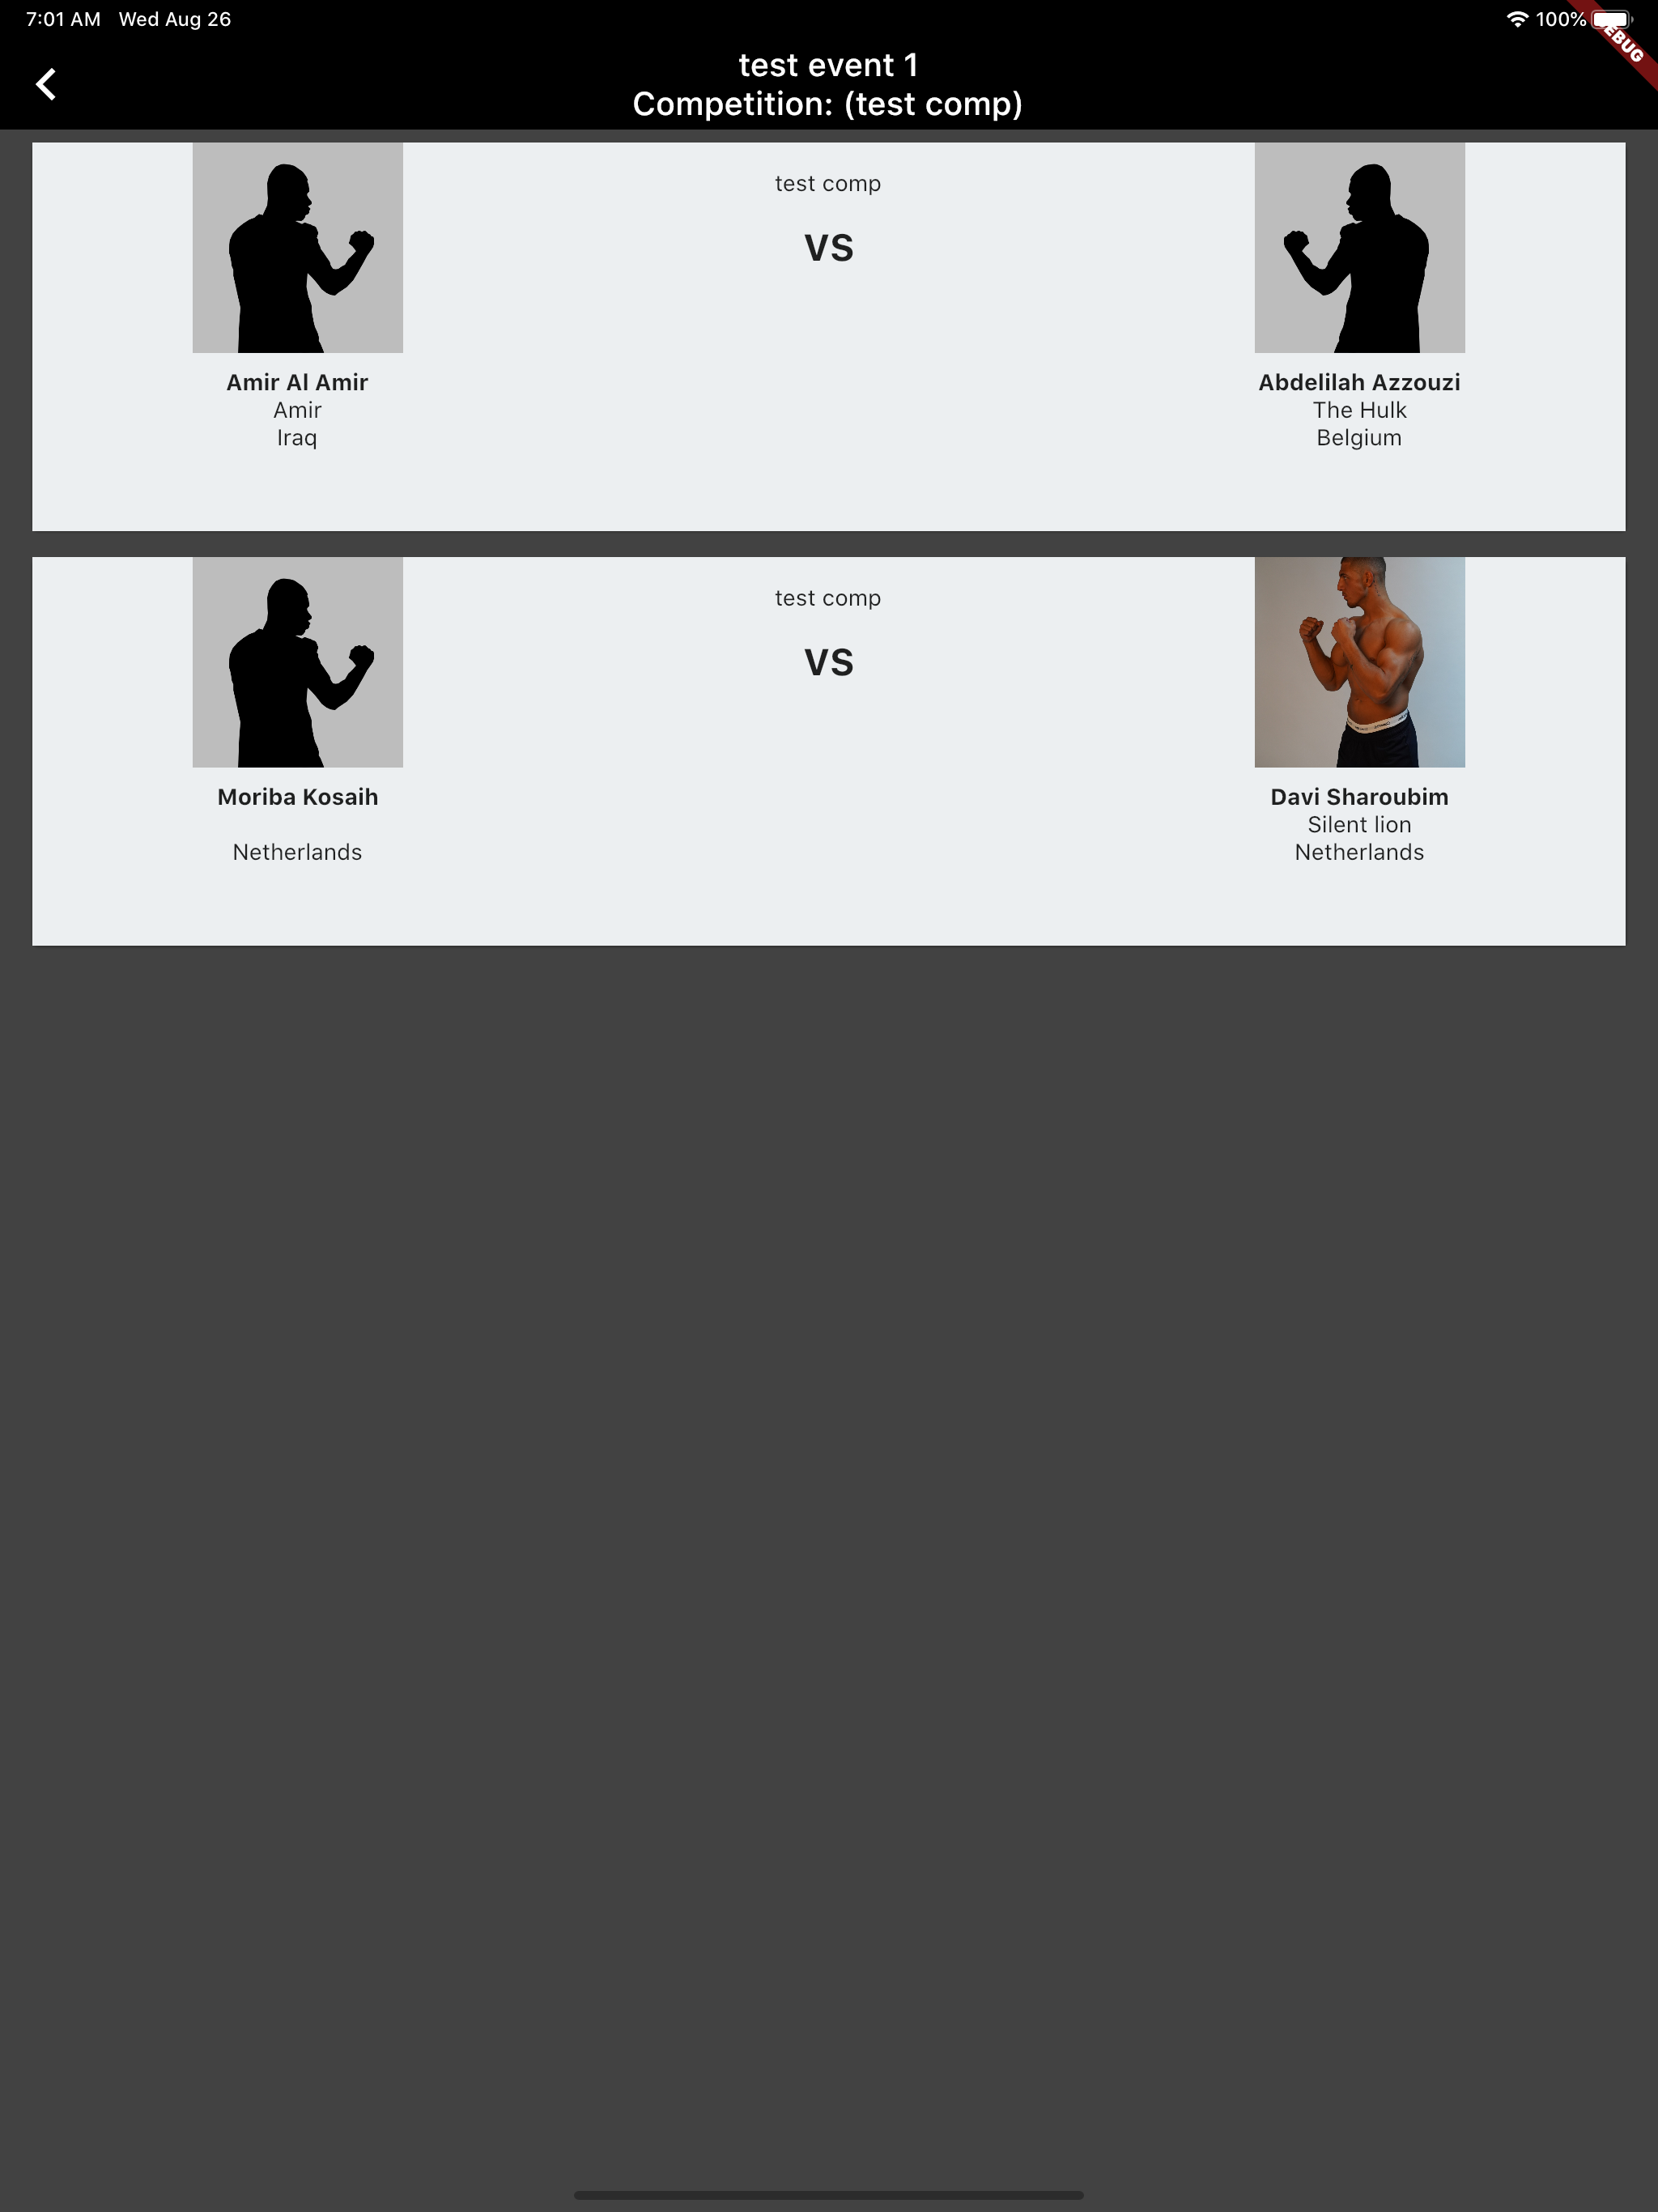 7:01 AM Wed Aug 26
100%
test event 1
Competition: (test comp)
test comp
VS
Amir Al Amir
Amir
Iraq
Abdelilah Azzouzi
The Hulk
Belgium
test comp
VS
Moriba Kosaih
Netherlands
Davi Sharoubim
Silent lion
Netherlands